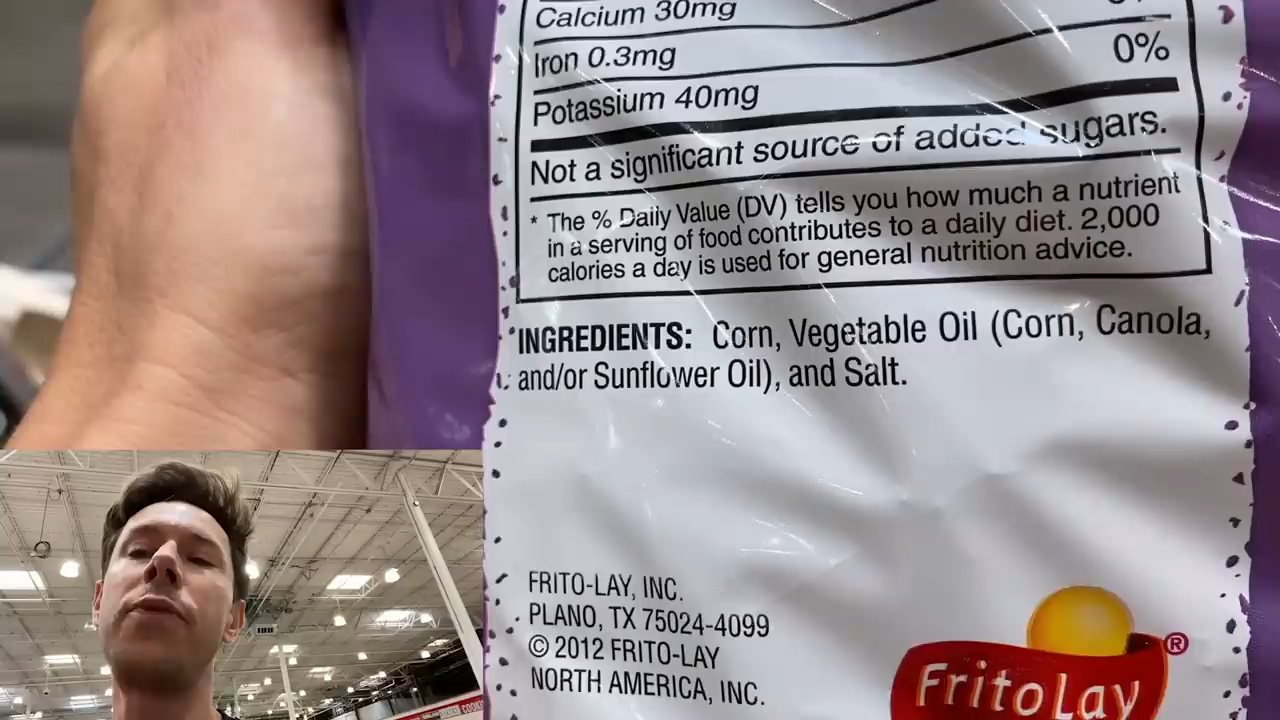 Calcium 30mg
Iron 0.3mg
0%
Potassium 40mg
Not a significant source of added sugars.
* The % Daily Value (DV) tells you how much a nutrient
in a serving of food contributes to a daily diet. 2,000
calories a day is used for general nutrition advice.
INGREDIENTS: Corn, Vegetable Oil (Corn, Canola,
and/or Sunflower Oil), and Salt.
FRITO-LAY, INC.
PLANO, TX 75024-4099
© 2012 FRITO-LAY
NORTH AMERICA, INC.
Frito Lay ®